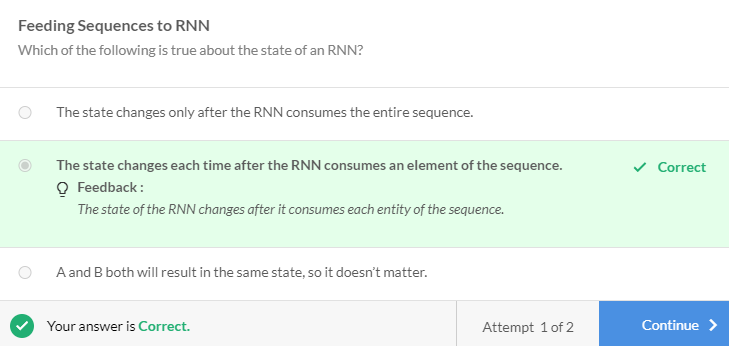 Feeding Sequences to RNN
Which of the following is true about the state of an RNN?
The state changes only after the RNN consumes the entire sequence.
The state changes each time after the RNN consumes an element of the sequence.
Correct
Feedback :
The state of the RNN changes after it consumes each entity of the sequence.
A and B both will result in the same state, so it doesn't matter.
Your answer is Correct.
Attempt 1 of 2
Continue